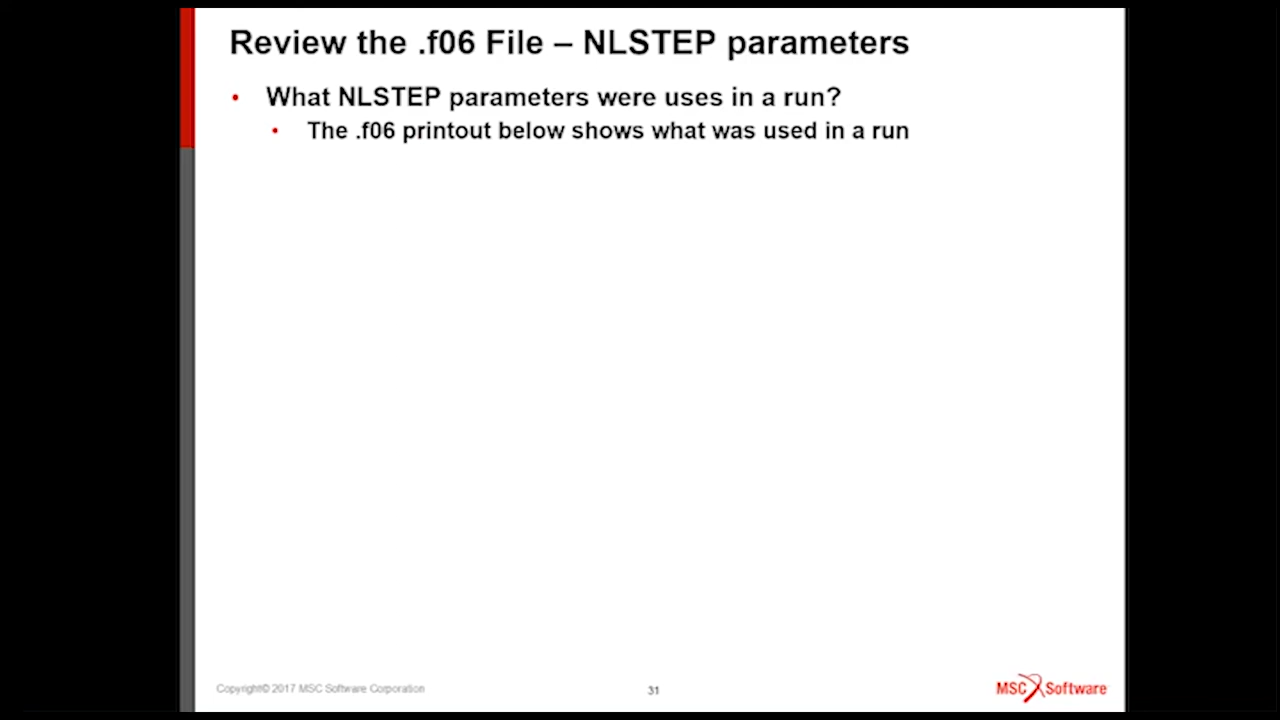 Review the .f06 File – NLSTEP parameters
• What NLSTEP parameters were uses in a run?
• The .f06 printout below shows what was used in a run
Copyright© 2017 MSC Software Corporation
31
MSC Software